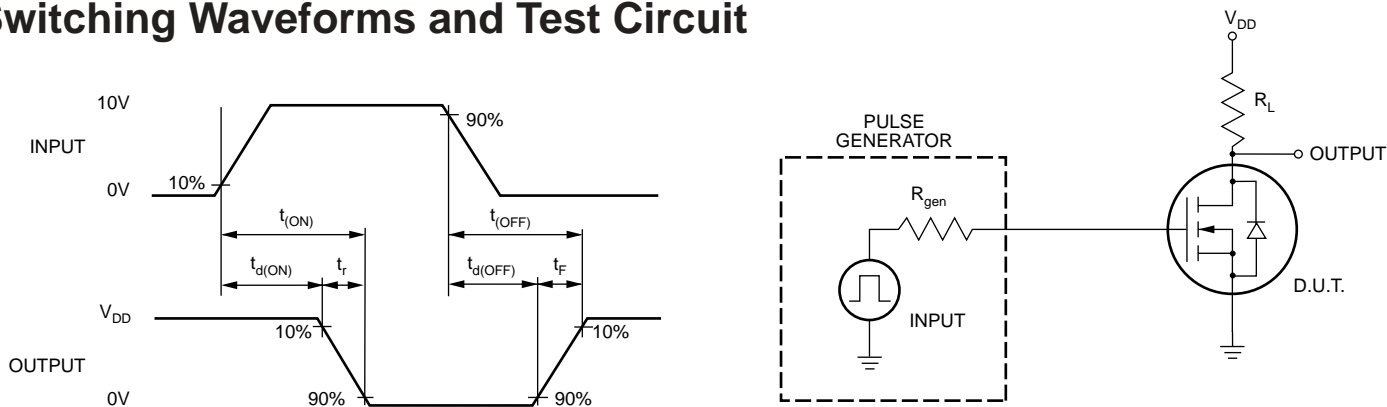 Switching Waveforms and Test Circuit
10V
INPUT
0V
10%
90%
t(ON)
t(OFF)
td(ON)
tr
td(OFF)
tF
VDD
OUTPUT
0V
10%
90%
10%
90%
PULSE
GENERATOR
Rgen
INPUT
VDD
RL
OUTPUT
D.U.T.